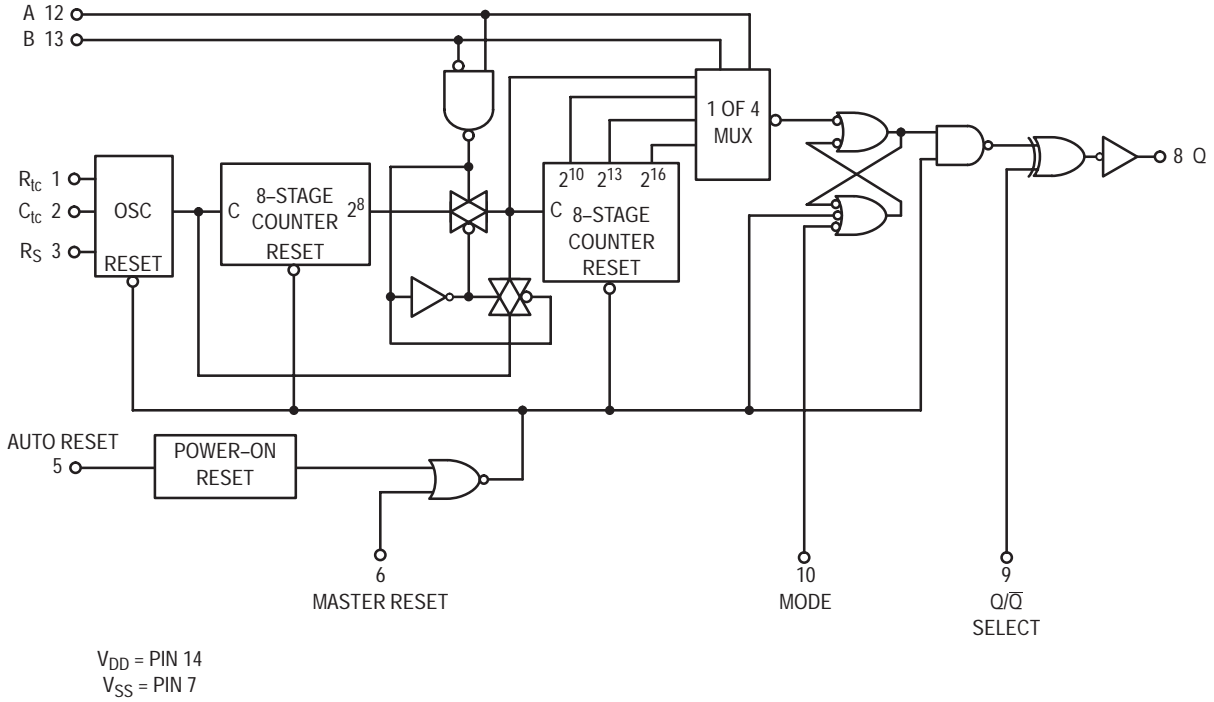 A 12
B 13
1 OF 4
MUX
R_tc 1
C_tc 2
R_S 3
OSC
RESET
C
8–STAGE
COUNTER
RESET
2^8
2^10 2^13 2^16
C
8–STAGE
COUNTER
RESET
8 Q
AUTO RESET
5
POWER–ON
RESET
6
MASTER RESET
10
MODE
9
Q/Q̅
SELECT
V_DD = PIN 14
V_SS = PIN 7